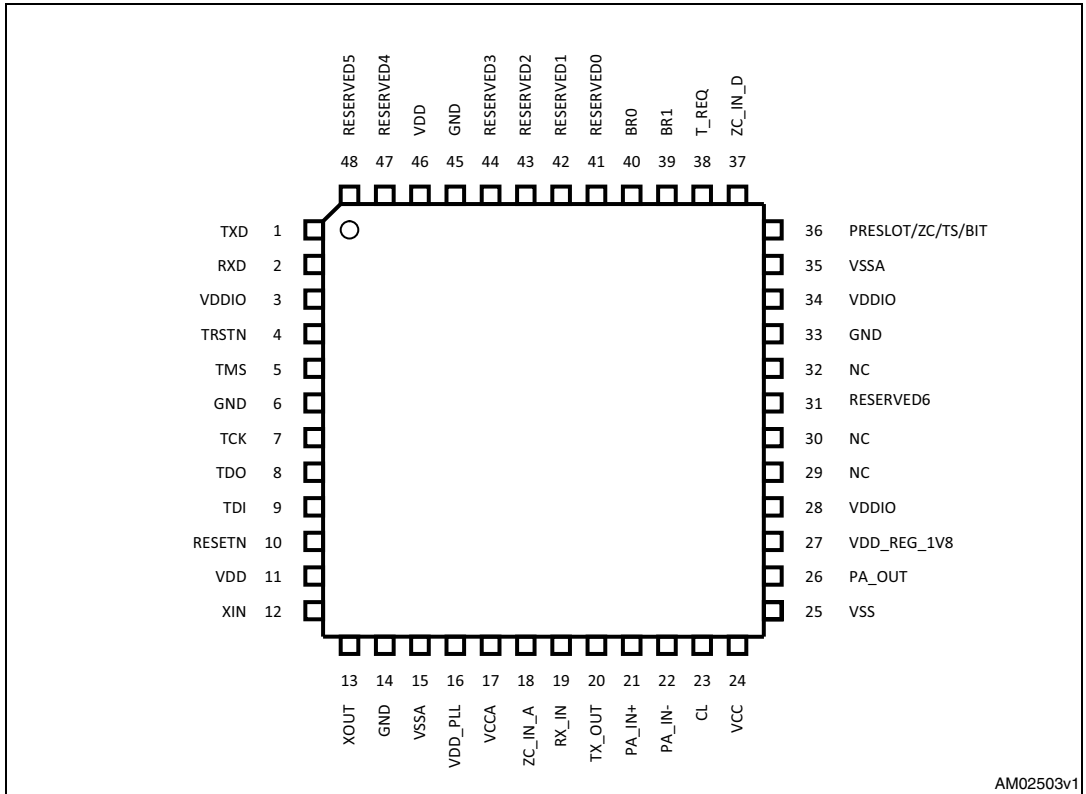 RESERVED5
RESERVED4
VDD
GND
RESERVED3
RESERVED2
RESERVED1
RESERVED0
BR0
BR1
T_REQ
ZC_IN_D
48 47 46 45 44 43 42 41 40 39 38 37
TXD 1
RXD 2
VDDIO 3
TRSTN 4
TMS 5
GND 6
TCK 7
TDO 8
TDI 9
RESETN 10
VDD 11
XIN 12
36 PRESLOT/ZC/TS/BIT
35 VSSA
34 VDDIO
33 GND
32 NC
31 RESERVED6
30 NC
29 NC
28 VDDIO
27 VDD_REG_1V8
26 PA_OUT
25 VSS
13 14 15 16 17 18 19 20 21 22 23 24
XOUT
GND
VSSA
VDD_PLL
VCCA
ZC_IN_A
RX_IN
TX_OUT
PA_IN+
PA_IN-
CL
VCC
AM02503v1